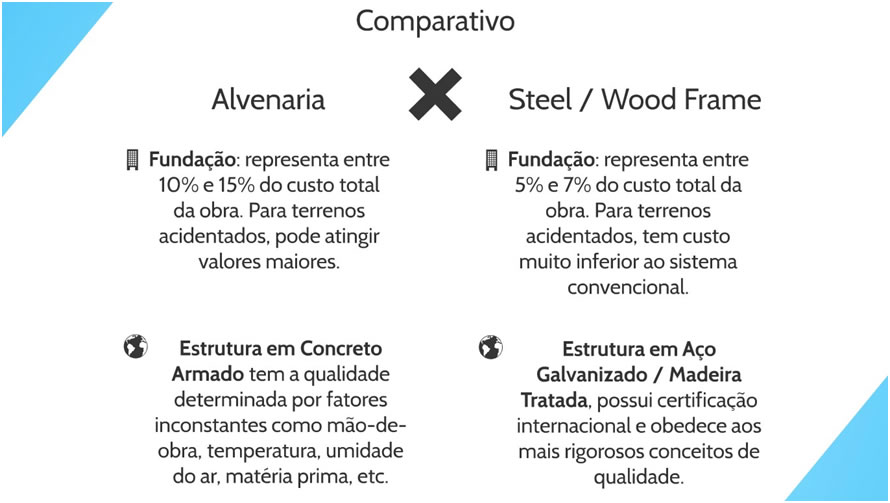 Comparativo
Alvenaria
Steel / Wood Frame
Fundação: representa entre
10% e 15% do custo total
da obra. Para terrenos
acidentados, pode atingir
valores maiores.
Fundação: representa entre
5% e 7% do custo total da
obra. Para terrenos
acidentados, tem custo
muito inferior ao sistema
convencional.
Estrutura em Concreto
Armado tem a qualidade
determinada por fatores
inconstantes como mão-de-
obra, temperatura, umidade
do ar, matéria prima, etc.
Estrutura em Aço
Galvanizado / Madeira
Tratada, possui certificação
internacional e obedece aos
mais rigorosos conceitos de
qualidade.